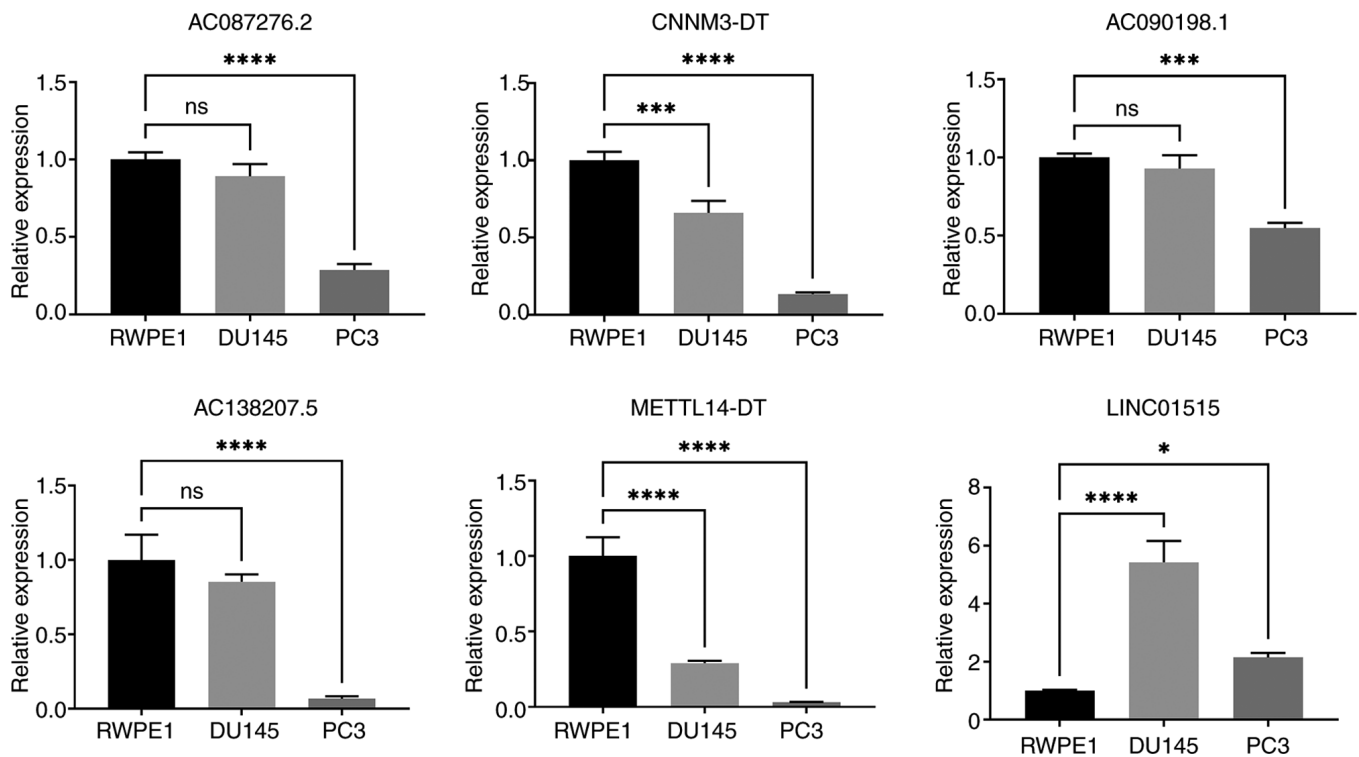 AC087276.2
****
ns
1.5
1.0
0.5
0.0
Relative expression
RWPE1 DU145 PC3
CNNM3-DT
****
***
1.5
1.0
0.5
0.0
Relative expression
RWPE1 DU145 PC3
AC090198.1
***
ns
1.5
1.0
0.5
0.0
Relative expression
RWPE1 DU145 PC3
AC138207.5
****
ns
1.5
1.0
0.5
0.0
Relative expression
RWPE1 DU145 PC3
METTL14-DT
****
****
1.5
1.0
0.5
0.0
Relative expression
RWPE1 DU145 PC3
LINC01515
*
****
8
6
4
2
0
Relative expression
RWPE1 DU145 PC3